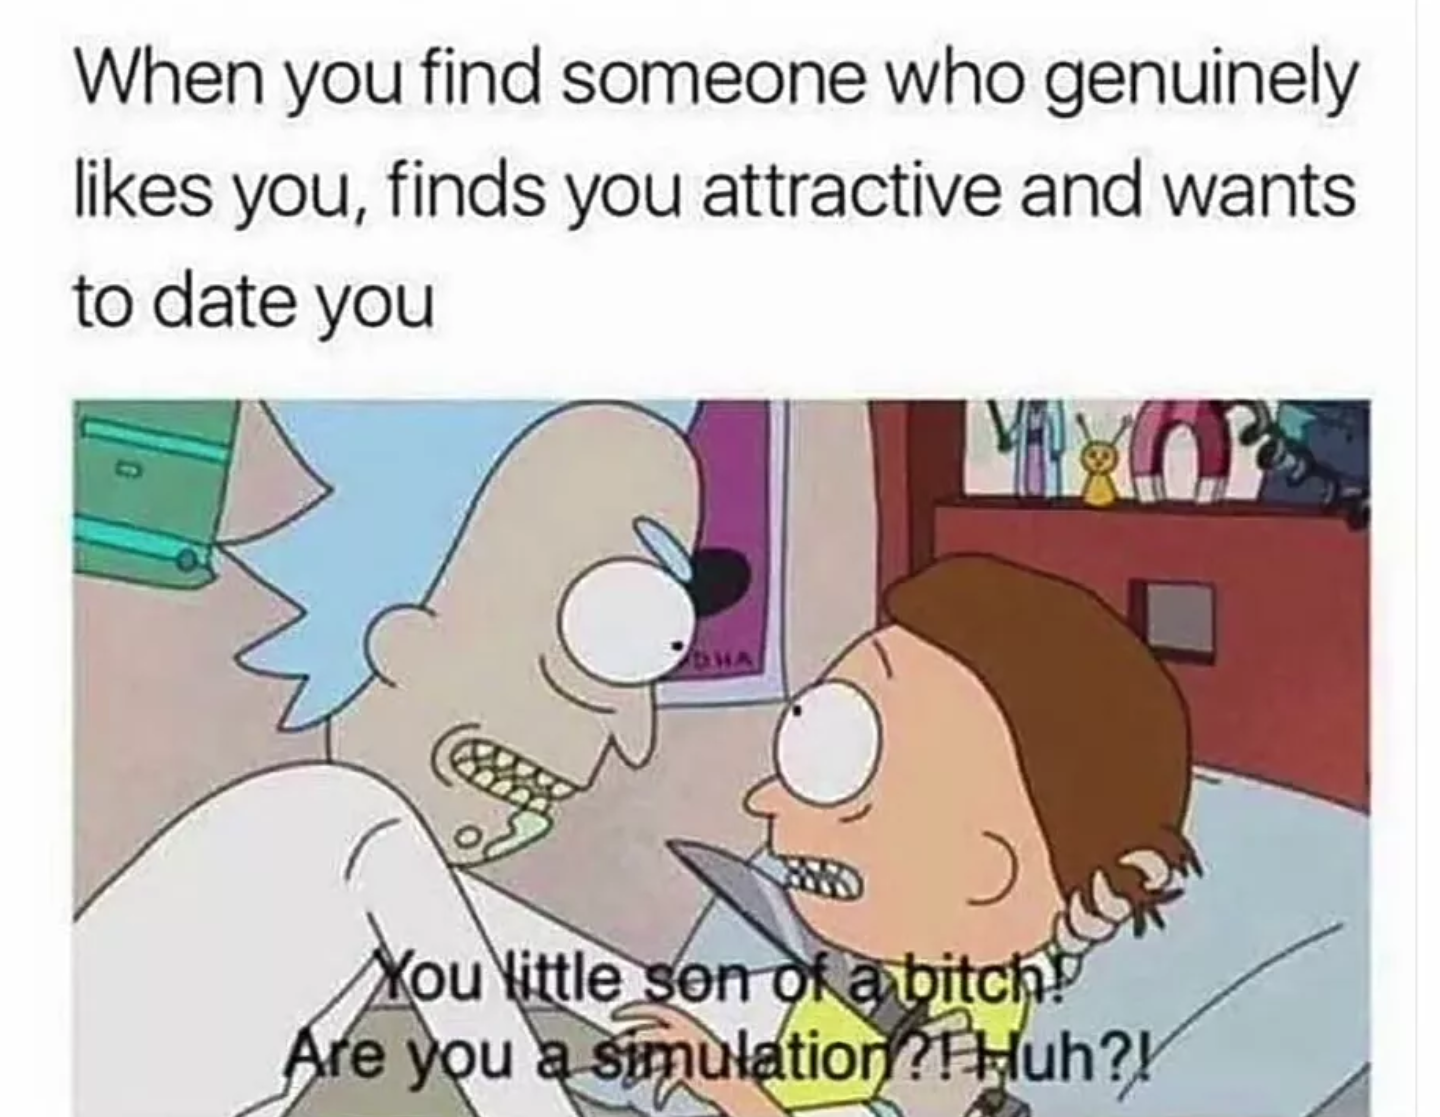 When you find someone who genuinely
likes you, finds you attractive and wants
to date you
DHA
You little son of a bitch!
Are you a simulation?! Huh?!